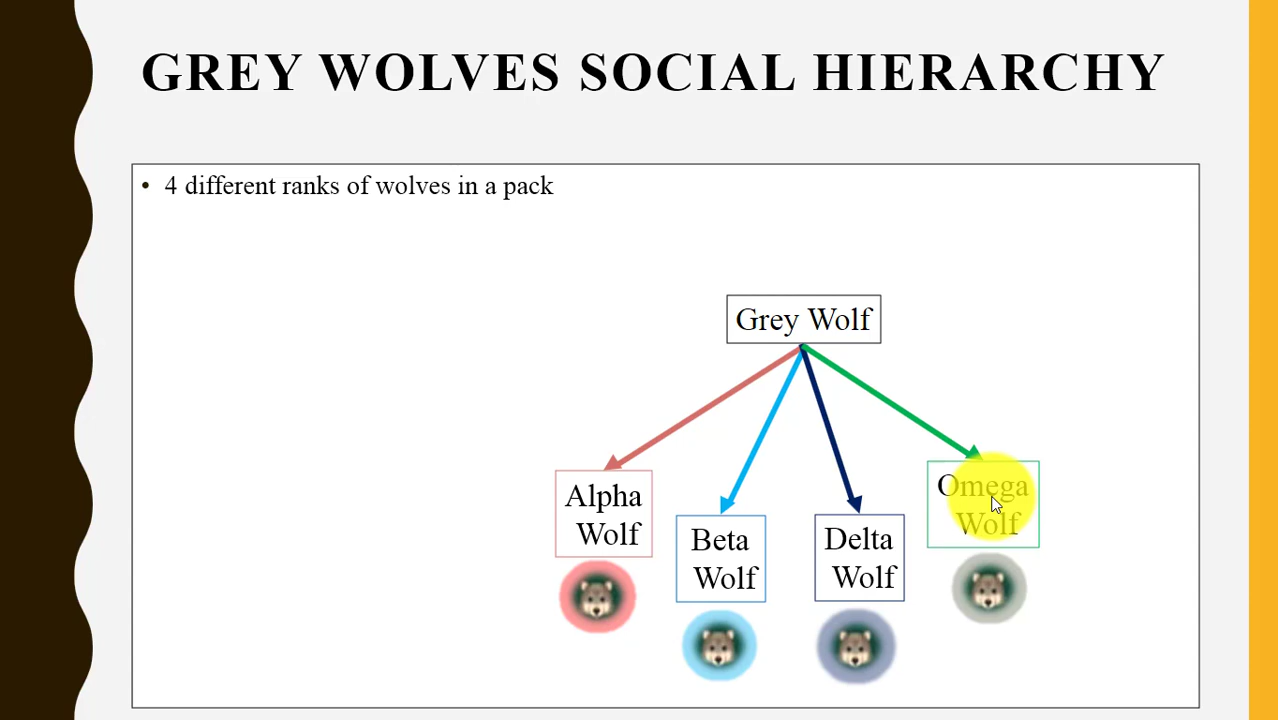 GREY WOLVES SOCIAL HIERARCHY
• 4 different ranks of wolves in a pack
Grey Wolf
Alpha
Wolf
Beta
Wolf
Delta
Wolf
Omega
Wolf